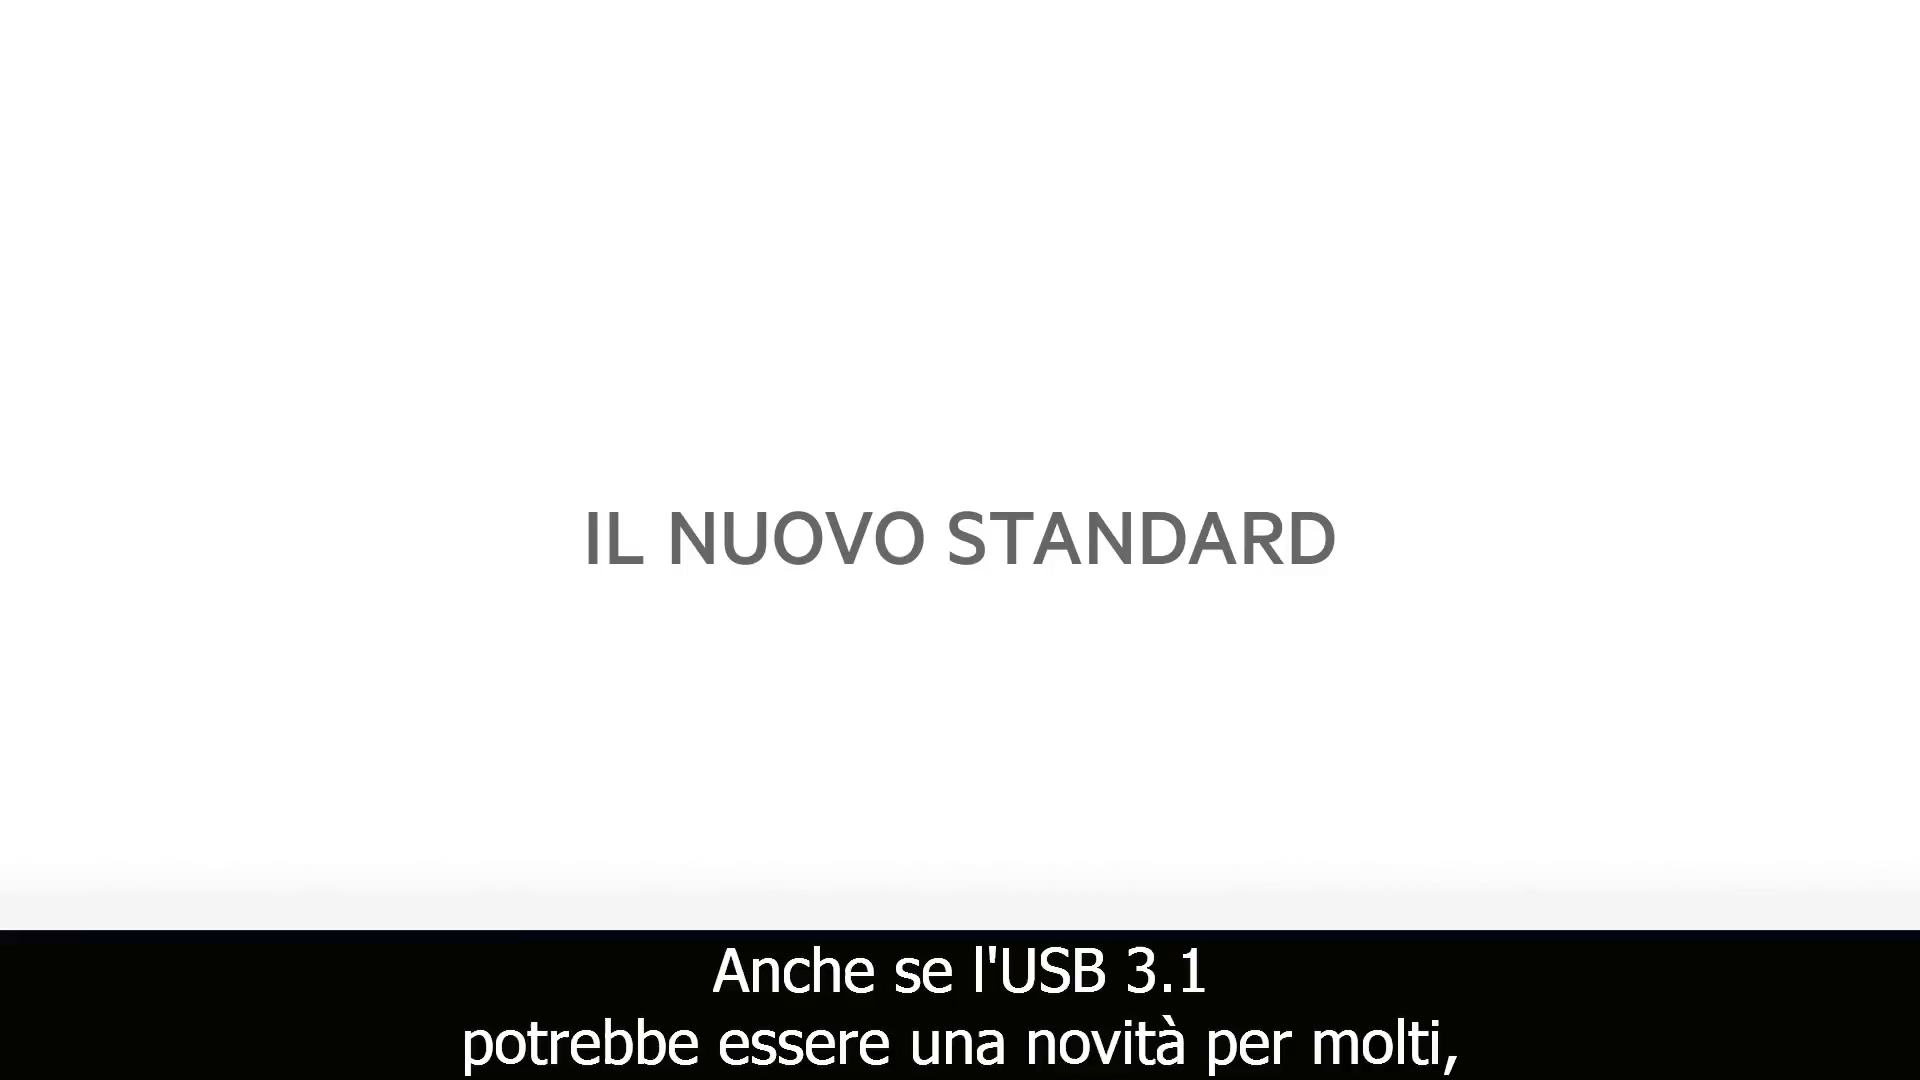 IL NUOVO STANDARD
Anche se l'USB 3.1
potrebbe essere una novità per molti,